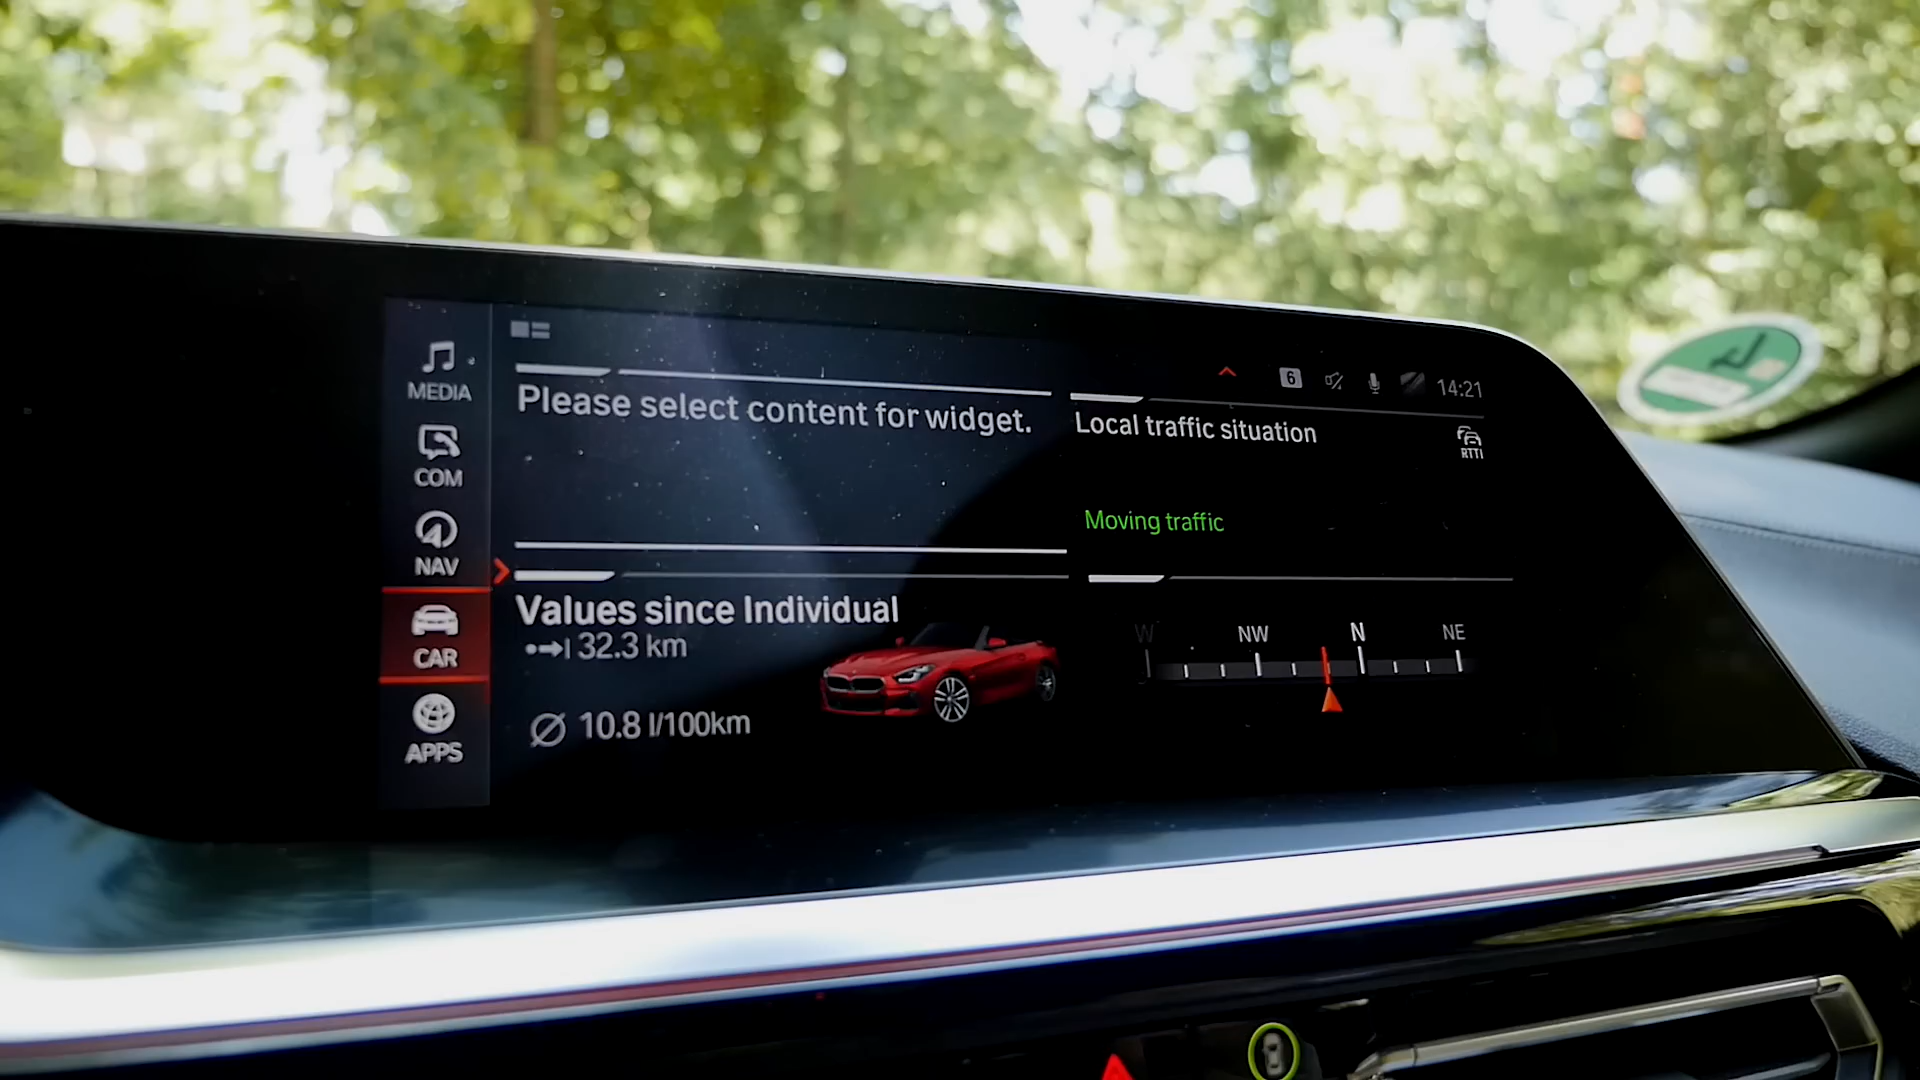 MEDIA
COM
NAV
CAR
APPS
Please select content for widget.
6
14:21
Local traffic situation
RTTI
Moving traffic
Values since Individual
32.3 km
Ø 10.8 l/100km
W
NW
N
NE